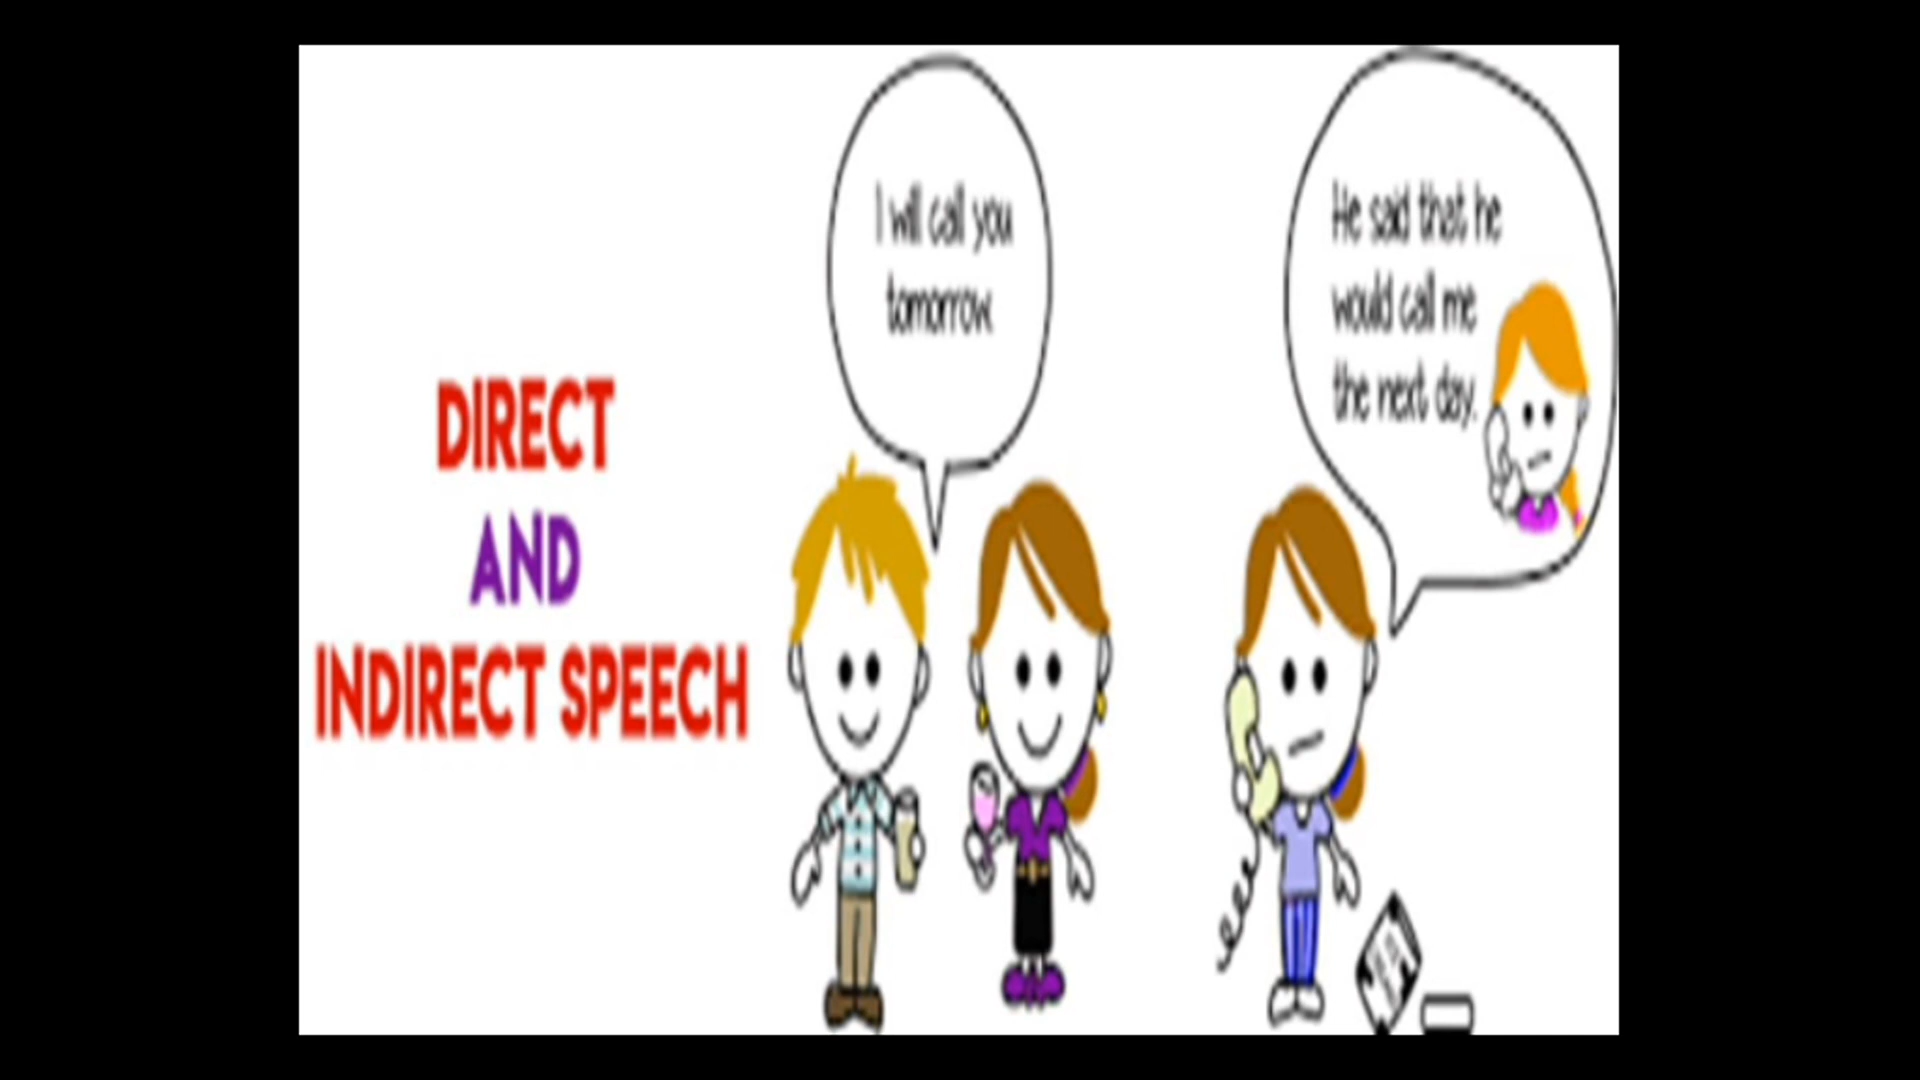 DIRECT
AND
INDIRECT SPEECH
I will call you
tomorrow.
He said that he
would call me
the next day.